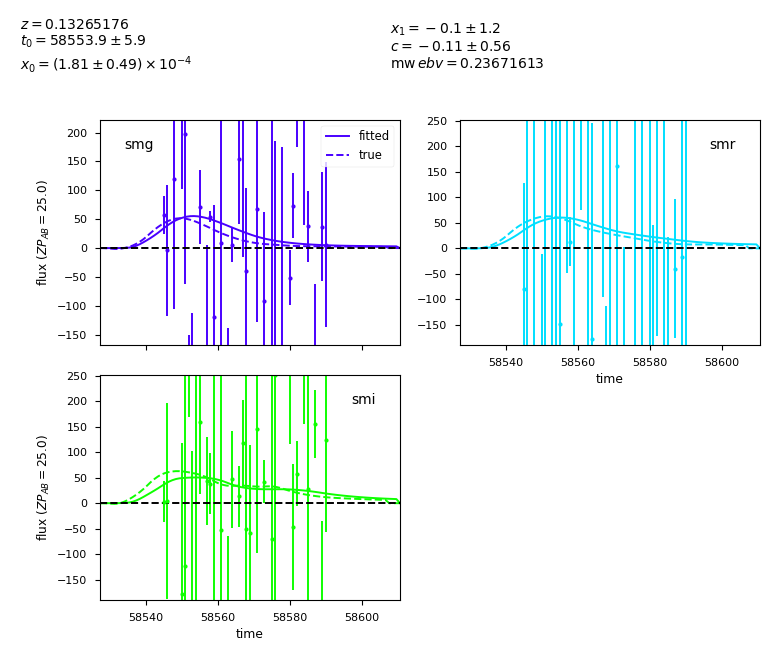 z = 0.13265176
t₀ = 58553.9 ± 5.9
x₀ = (1.81 ± 0.49) × 10⁻⁴
x₁ = −0.1 ± 1.2
c = −0.11 ± 0.56
mw ebv = 0.23671613
smg
fitted
true
200
150
100
50
0
−50
−100
−150
flux (ZP_AB = 25.0)
smr
250
200
150
100
50
0
−50
−100
−150
58540 58560 58580 58600
time
smi
250
200
150
100
50
0
−50
−100
−150
flux (ZP_AB = 25.0)
58540 58560 58580 58600
time